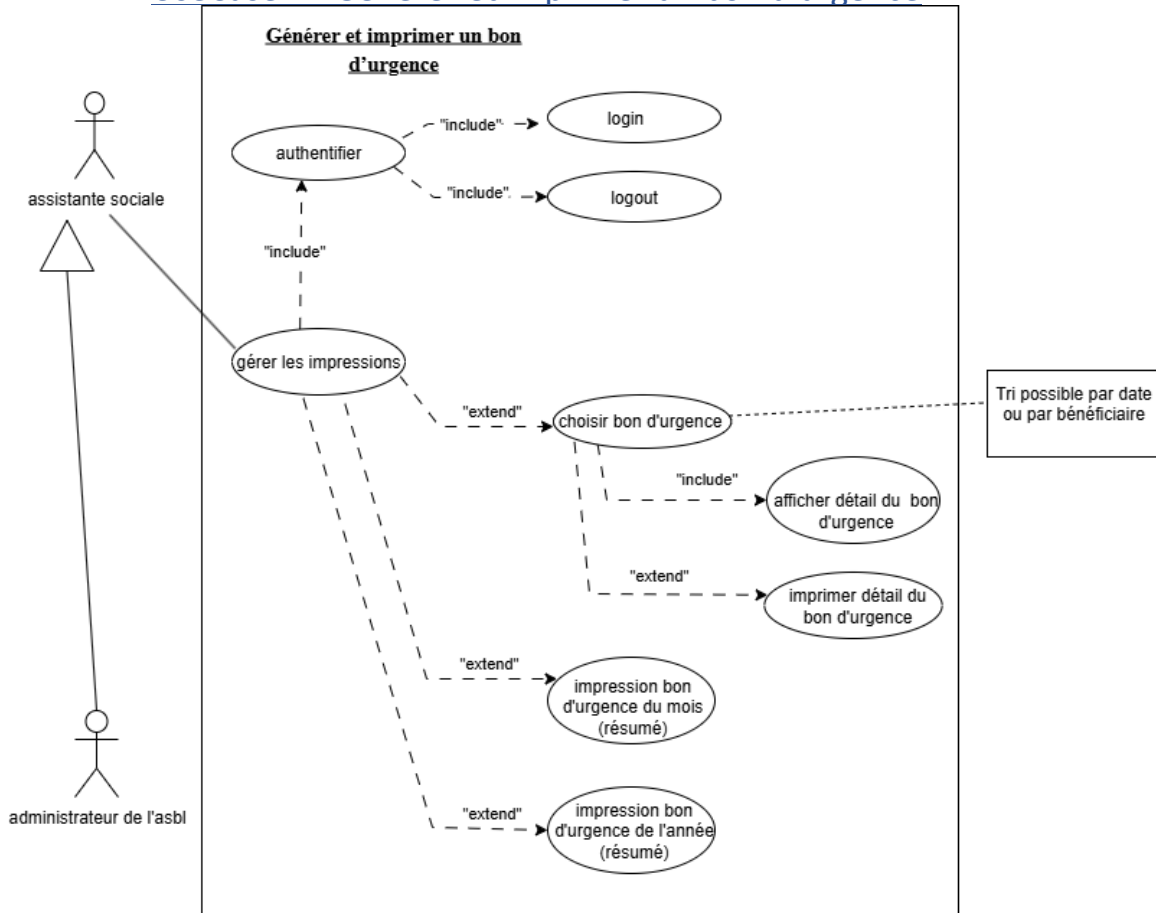 Générer et imprimer un bon
d'urgence
"include"
login
authentifier
"include"
logout
assistante sociale
"include"
gérer les impressions
"extend"
choisir bon d'urgence
Tri possible par date
ou par bénéficiaire
"include"
afficher détail du bon
d'urgence
"extend"
imprimer détail du
bon d'urgence
"extend"
impression bon
d'urgence du mois
(résumé)
administrateur de l'asbl
"extend"
impression bon
d'urgence de l'année
(résumé)